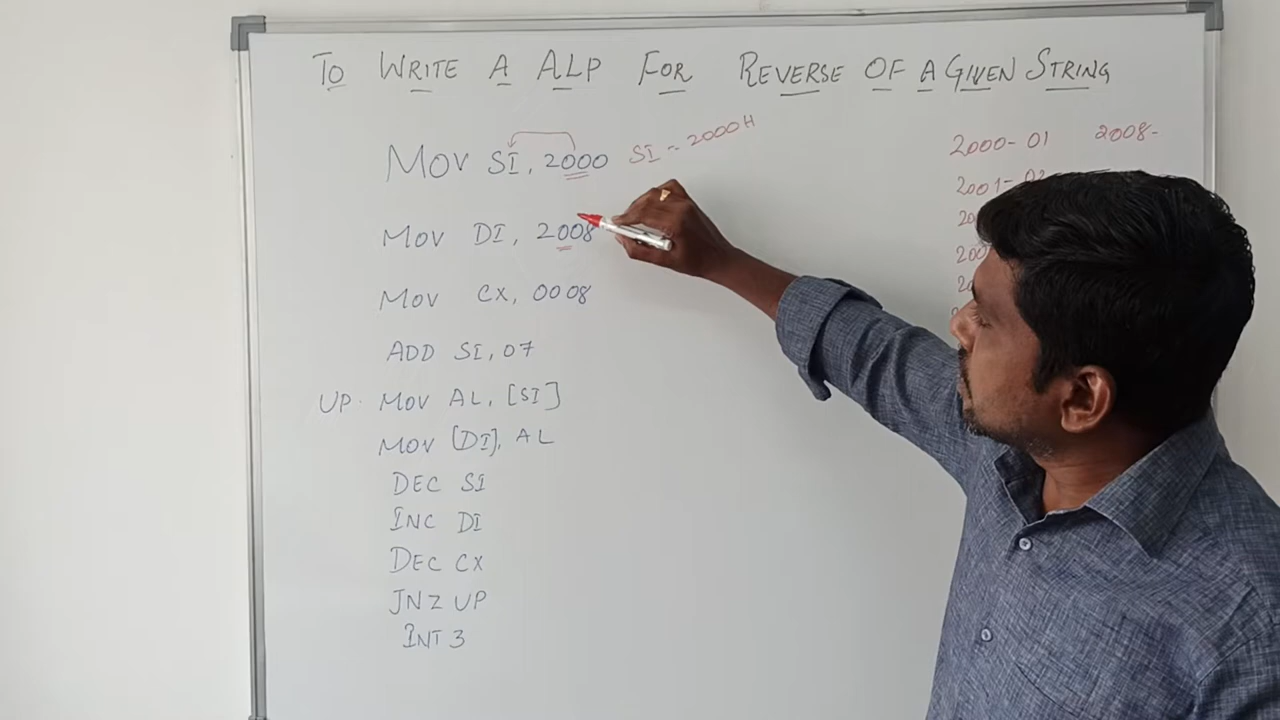 TO WRITE A ALP FOR REVERSE OF A GIVEN STRING
MOV SI, 2000 SI - 2000H
MOV DI, 2008
MOV CX, 0008
ADD SI, 07
UP. MOV AL, [SI]
MOV [DI], AL
DEC SI
INC DI
DEC CX
JNZ UP
INT 3
2000- 01 2008-
2001- 02